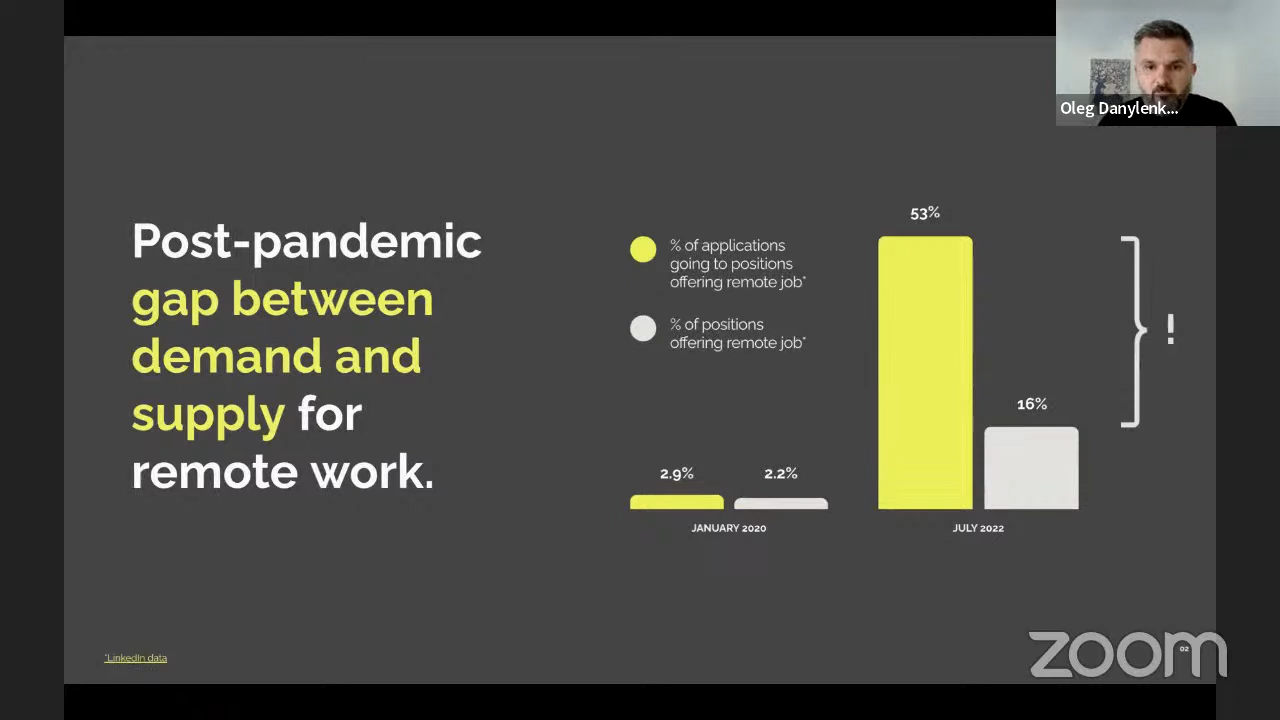 Oleg Danylenk...
Post-pandemic
gap between
demand and
supply for
remote work.
% of applications
going to positions
offering remote job*
% of positions
offering remote job*
53%
16%
!
2.9%
2.2%
JANUARY 2020
JULY 2022
*LinkedIn data
zoom
02